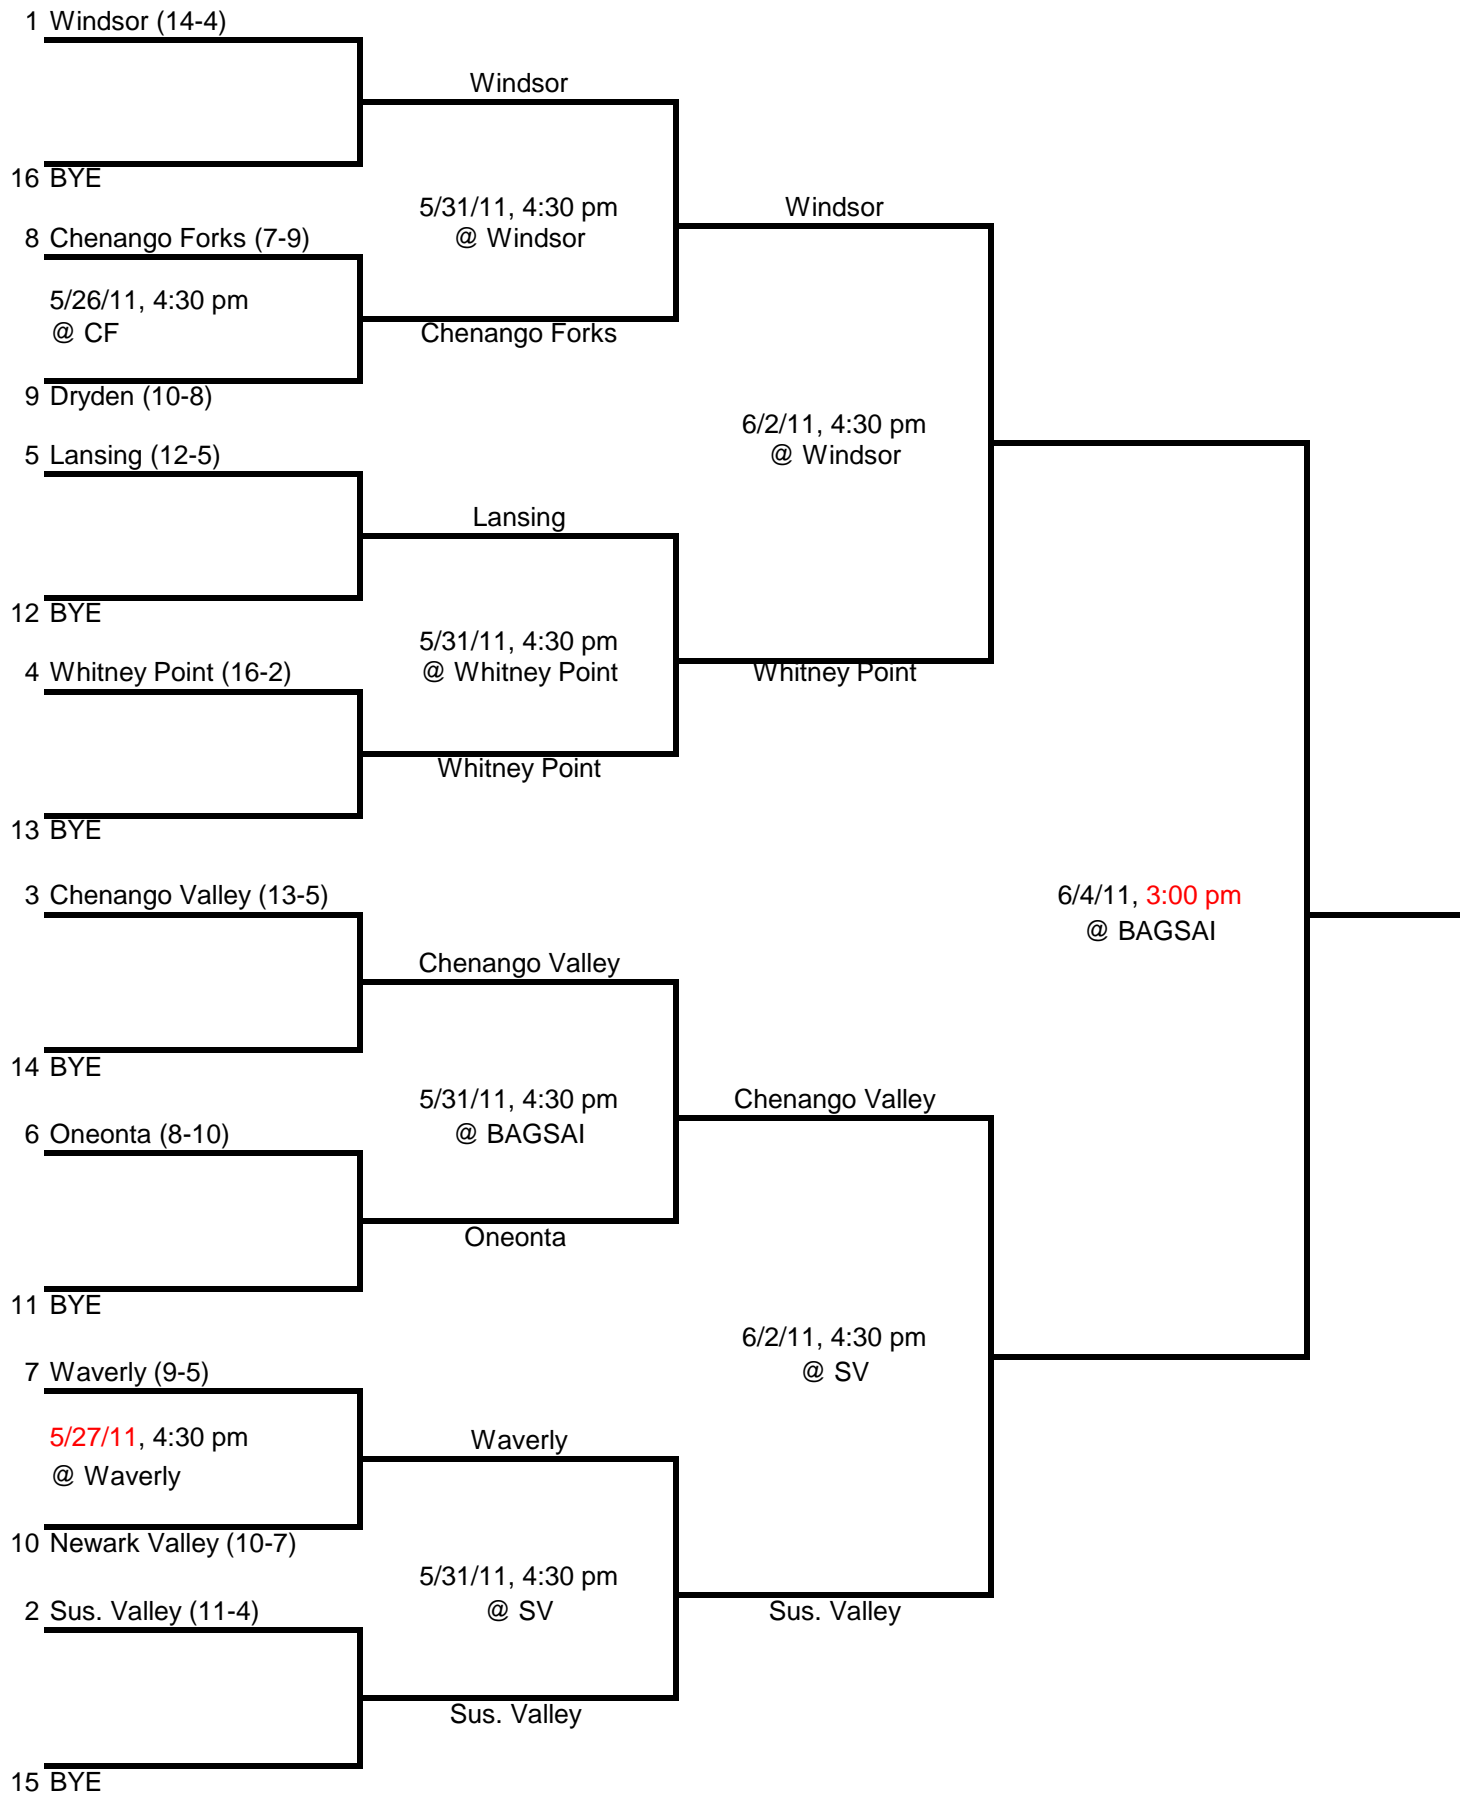 1 Windsor (14-4)
Windsor
16 BYE
5/31/11, 4:30 pm
@ Windsor
Windsor
8 Chenango Forks (7-9)
5/26/11, 4:30 pm
@ CF
Chenango Forks
9 Dryden (10-8)
6/2/11, 4:30 pm
@ Windsor
5 Lansing (12-5)
Lansing
12 BYE
5/31/11, 4:30 pm
@ Whitney Point
Whitney Point
4 Whitney Point (16-2)
Whitney Point
13 BYE
6/4/11, 3:00 pm
@ BAGSAI
3 Chenango Valley (13-5)
Chenango Valley
14 BYE
5/31/11, 4:30 pm
@ BAGSAI
Chenango Valley
6 Oneonta (8-10)
Oneonta
11 BYE
6/2/11, 4:30 pm
@ SV
7 Waverly (9-5)
5/27/11, 4:30 pm
@ Waverly
Waverly
10 Newark Valley (10-7)
5/31/11, 4:30 pm
@ SV
Sus. Valley
2 Sus. Valley (11-4)
Sus. Valley
15 BYE